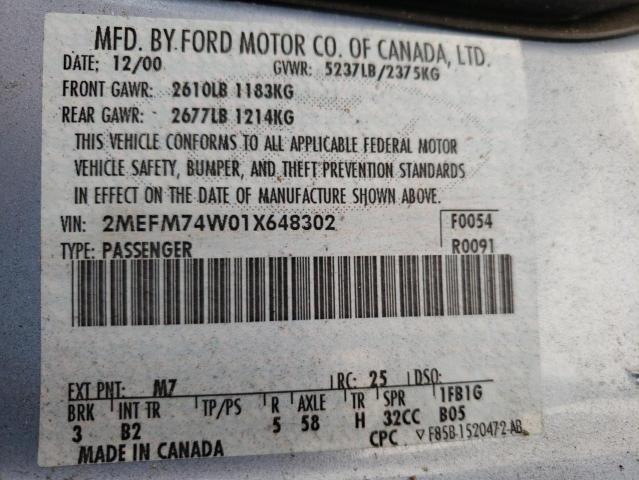 MFD. BY FORD MOTOR CO. OF CANADA, LTD.
DATE: 12/00 GVWR: 5237LB/2375KG
FRONT GAWR: 2610LB 1183KG
REAR GAWR: 2677LB 1214KG
THIS VEHICLE CONFORMS TO ALL APPLICABLE FEDERAL MOTOR
VEHICLE SAFETY, BUMPER, AND THEFT PREVENTION STANDARDS
IN EFFECT ON THE DATE OF MANUFACTURE SHOWN ABOVE.
VIN: 2MEFM74W01X648302 F0054
TYPE: PASSENGER R0091
EXT PNT: M7 RC: 25 DSO:
BRK INT TR TP/PS R AXLE TR SPR 1FB1G
3 B2 5 58 H 32CC B05
MADE IN CANADA CPC ▽F85B-1520472-AB